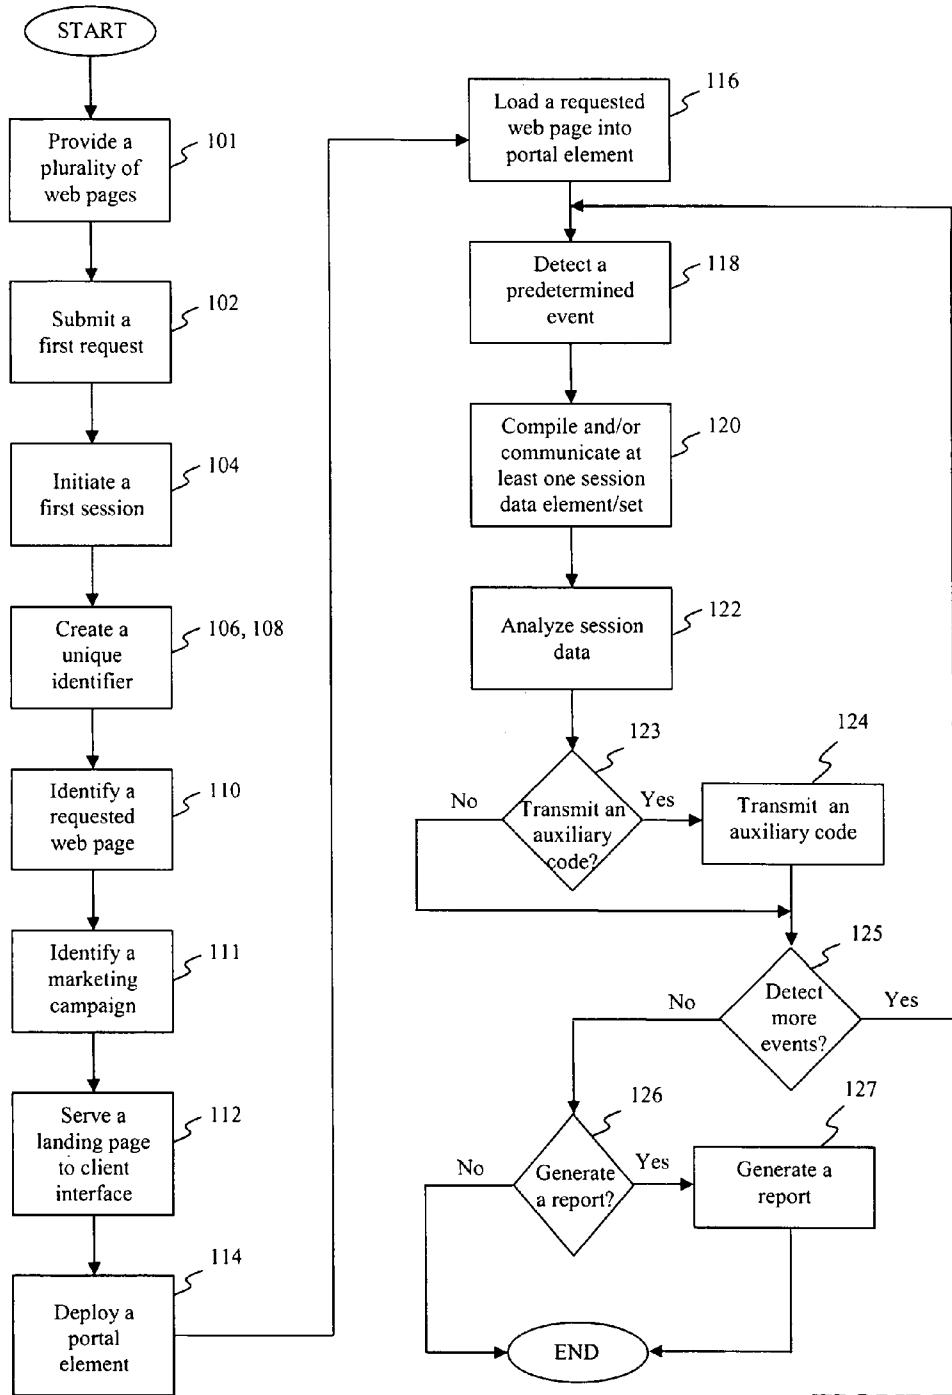 START
Provide a
plurality of
web pages
101
Submit a
first request
102
Initiate a
first session
104
Create a
unique
identifier
106, 108
Identify a
requested
web page
110
Identify a
marketing
campaign
111
Serve a
landing page
to client
interface
112
Deploy a
portal
element
114
Load a requested
web page into
portal element
116
Detect a
predetermined
event
118
Compile and/or
communicate at
least one session
data element/set
120
Analyze session
data
122
Transmit an
auxiliary
code?
123
No
Yes
Transmit an
auxiliary code
124
Detect
more
events?
125
No
Yes
Generate
a report?
126
No
Yes
Generate a
report
127
END